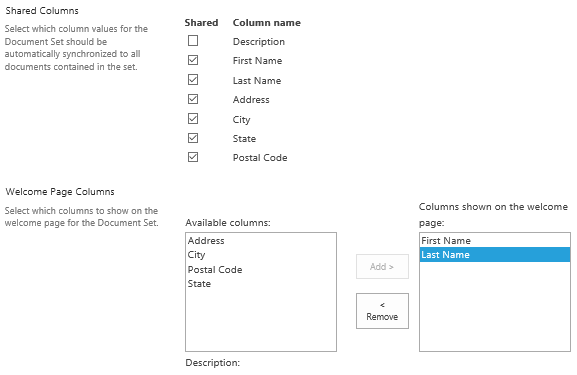 Shared Columns
Select which column values for the
Document Set should be
automatically synchronized to all
documents contained in the set.
Shared Column name
Description
First Name
Last Name
Address
City
State
Postal Code
Welcome Page Columns
Select which columns to show on the
welcome page for the Document Set.
Available columns:
Address
City
Postal Code
State
Add >
<
Remove
Columns shown on the welcome
page:
First Name
Last Name
Description: